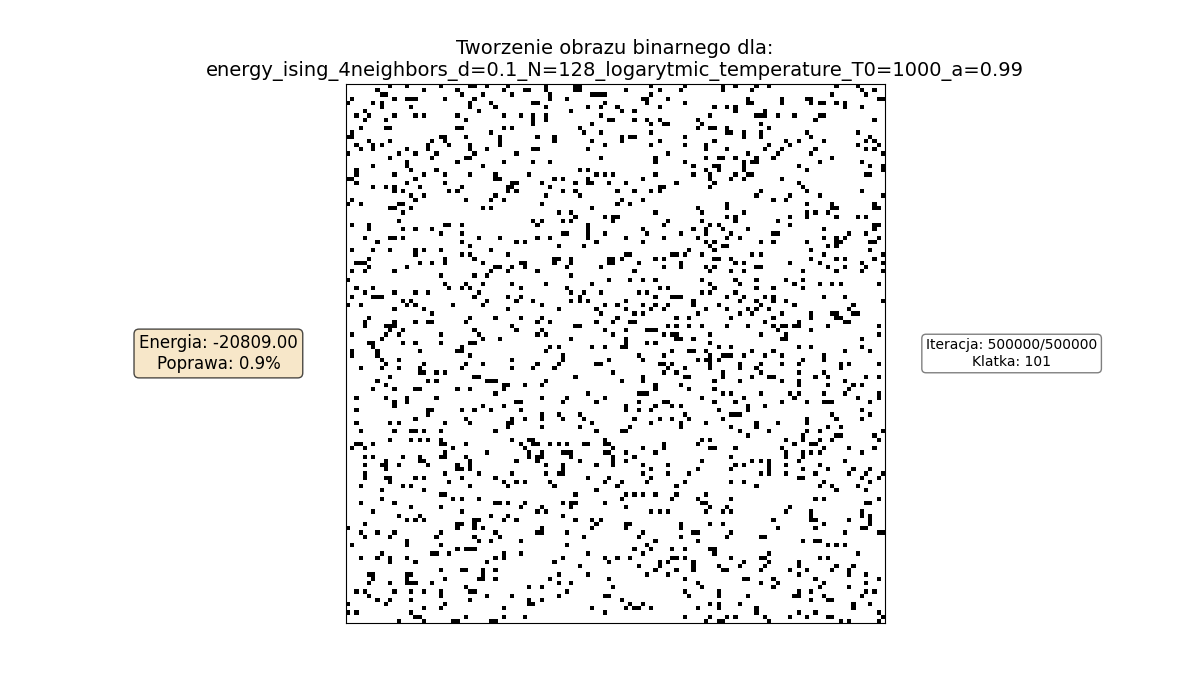 Tworzenie obrazu binarnego dla:
energy_ising_4neighbors_d=0.1_N=128_logarytmic_temperature_T0=1000_a=0.99
Energia: -20809.00
Poprawa: 0.9%
Iteracja: 500000/500000
Klatka: 101